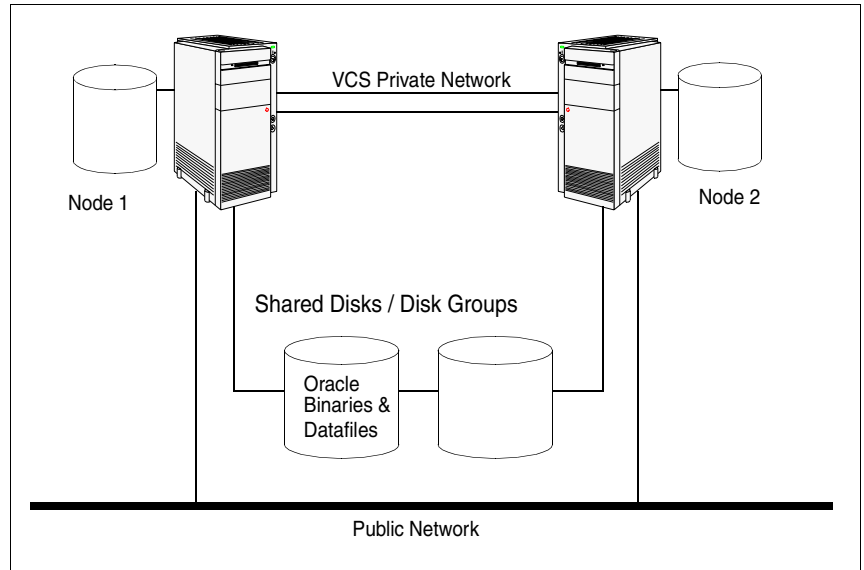 VCS Private Network
Node 1
Node 2
Shared Disks / Disk Groups
Oracle
Binaries &
Datafiles
Public Network